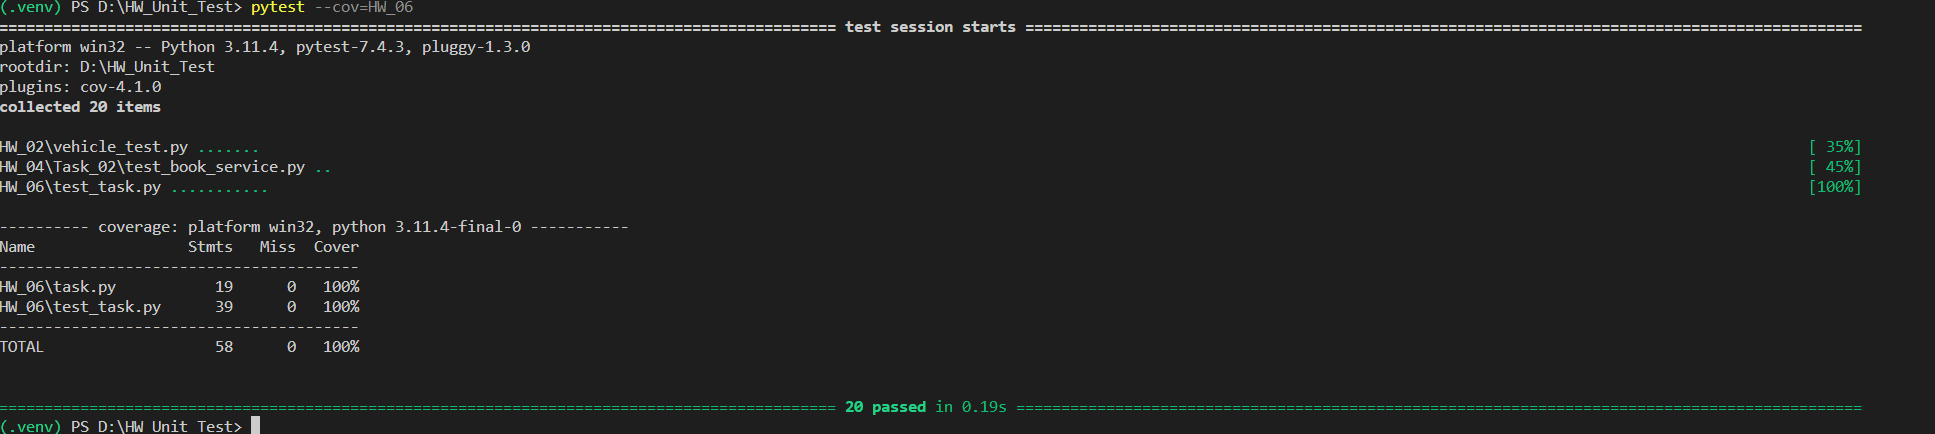 (.venv) PS D:\HW_Unit_Test> pytest --cov=HW_06
============================================================================================= test session starts =============================================================================================
platform win32 -- Python 3.11.4, pytest-7.4.3, pluggy-1.3.0
rootdir: D:\HW_Unit_Test
plugins: cov-4.1.0
collected 20 items
HW_02\vehicle_test.py ....... [ 35%]
HW_04\Task_02\test_book_service.py .. [ 45%]
HW_06\test_task.py ........... [100%]
---------- coverage: platform win32, python 3.11.4-final-0 -----------
Name Stmts Miss Cover
----------------------------------------
HW_06\task.py 19 0 100%
HW_06\test_task.py 39 0 100%
----------------------------------------
TOTAL 58 0 100%
============================================================================================= 20 passed in 0.19s ==============================================================================================
(.venv) PS D:\HW_Unit_Test>